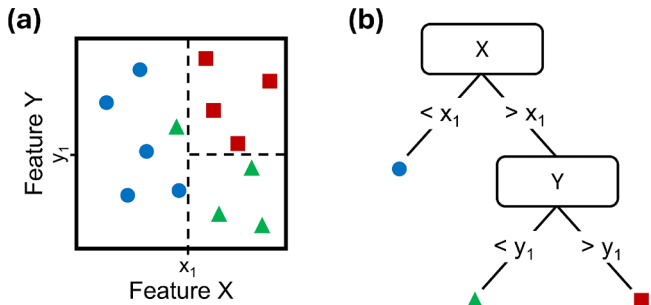 (a)
Feature Y
y₁
x₁
Feature X
(b)
X
< x₁
> x₁
Y
< y₁
> y₁